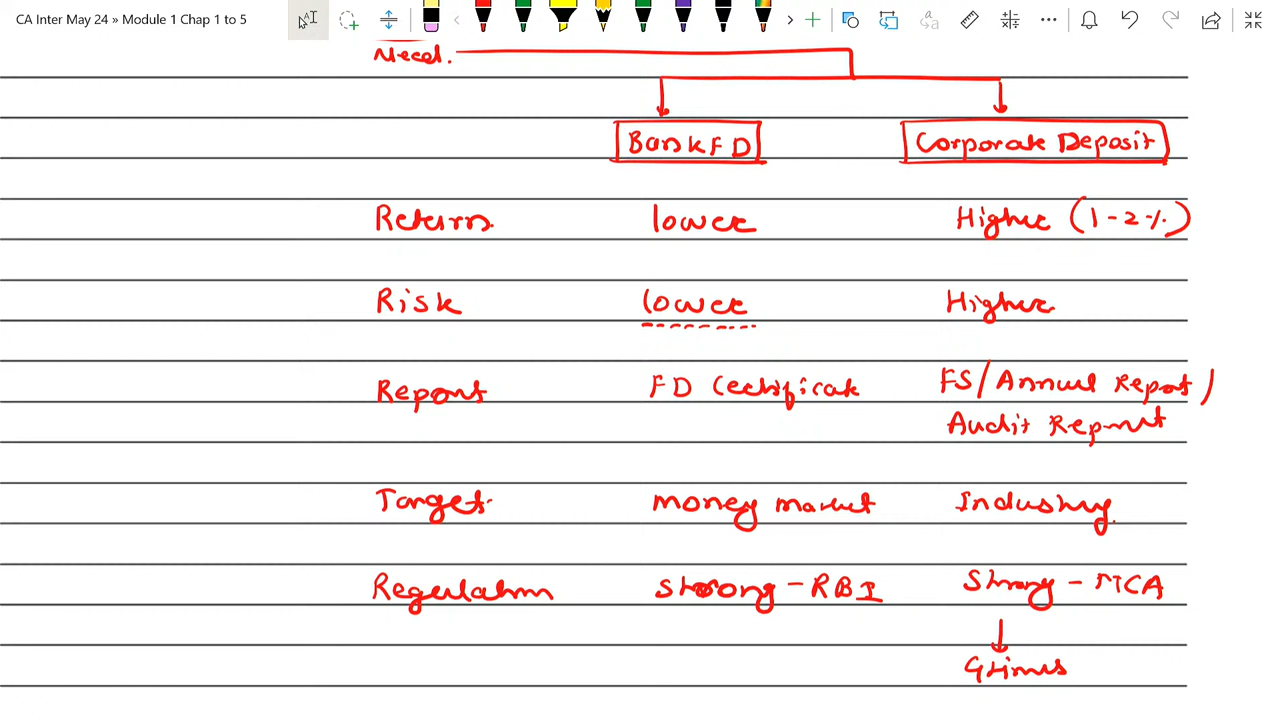 CA Inter May 24 » Module 1 Chap 1 to 5
Need.
Bank FD Corporate Deposit
Returns lower Higher (1-2%)
Risk lower Higher
Report FD Certificate FS/Annual Report/
Audit Report
Target money market Industry
Regulation Strong - RBI Strong - MCA